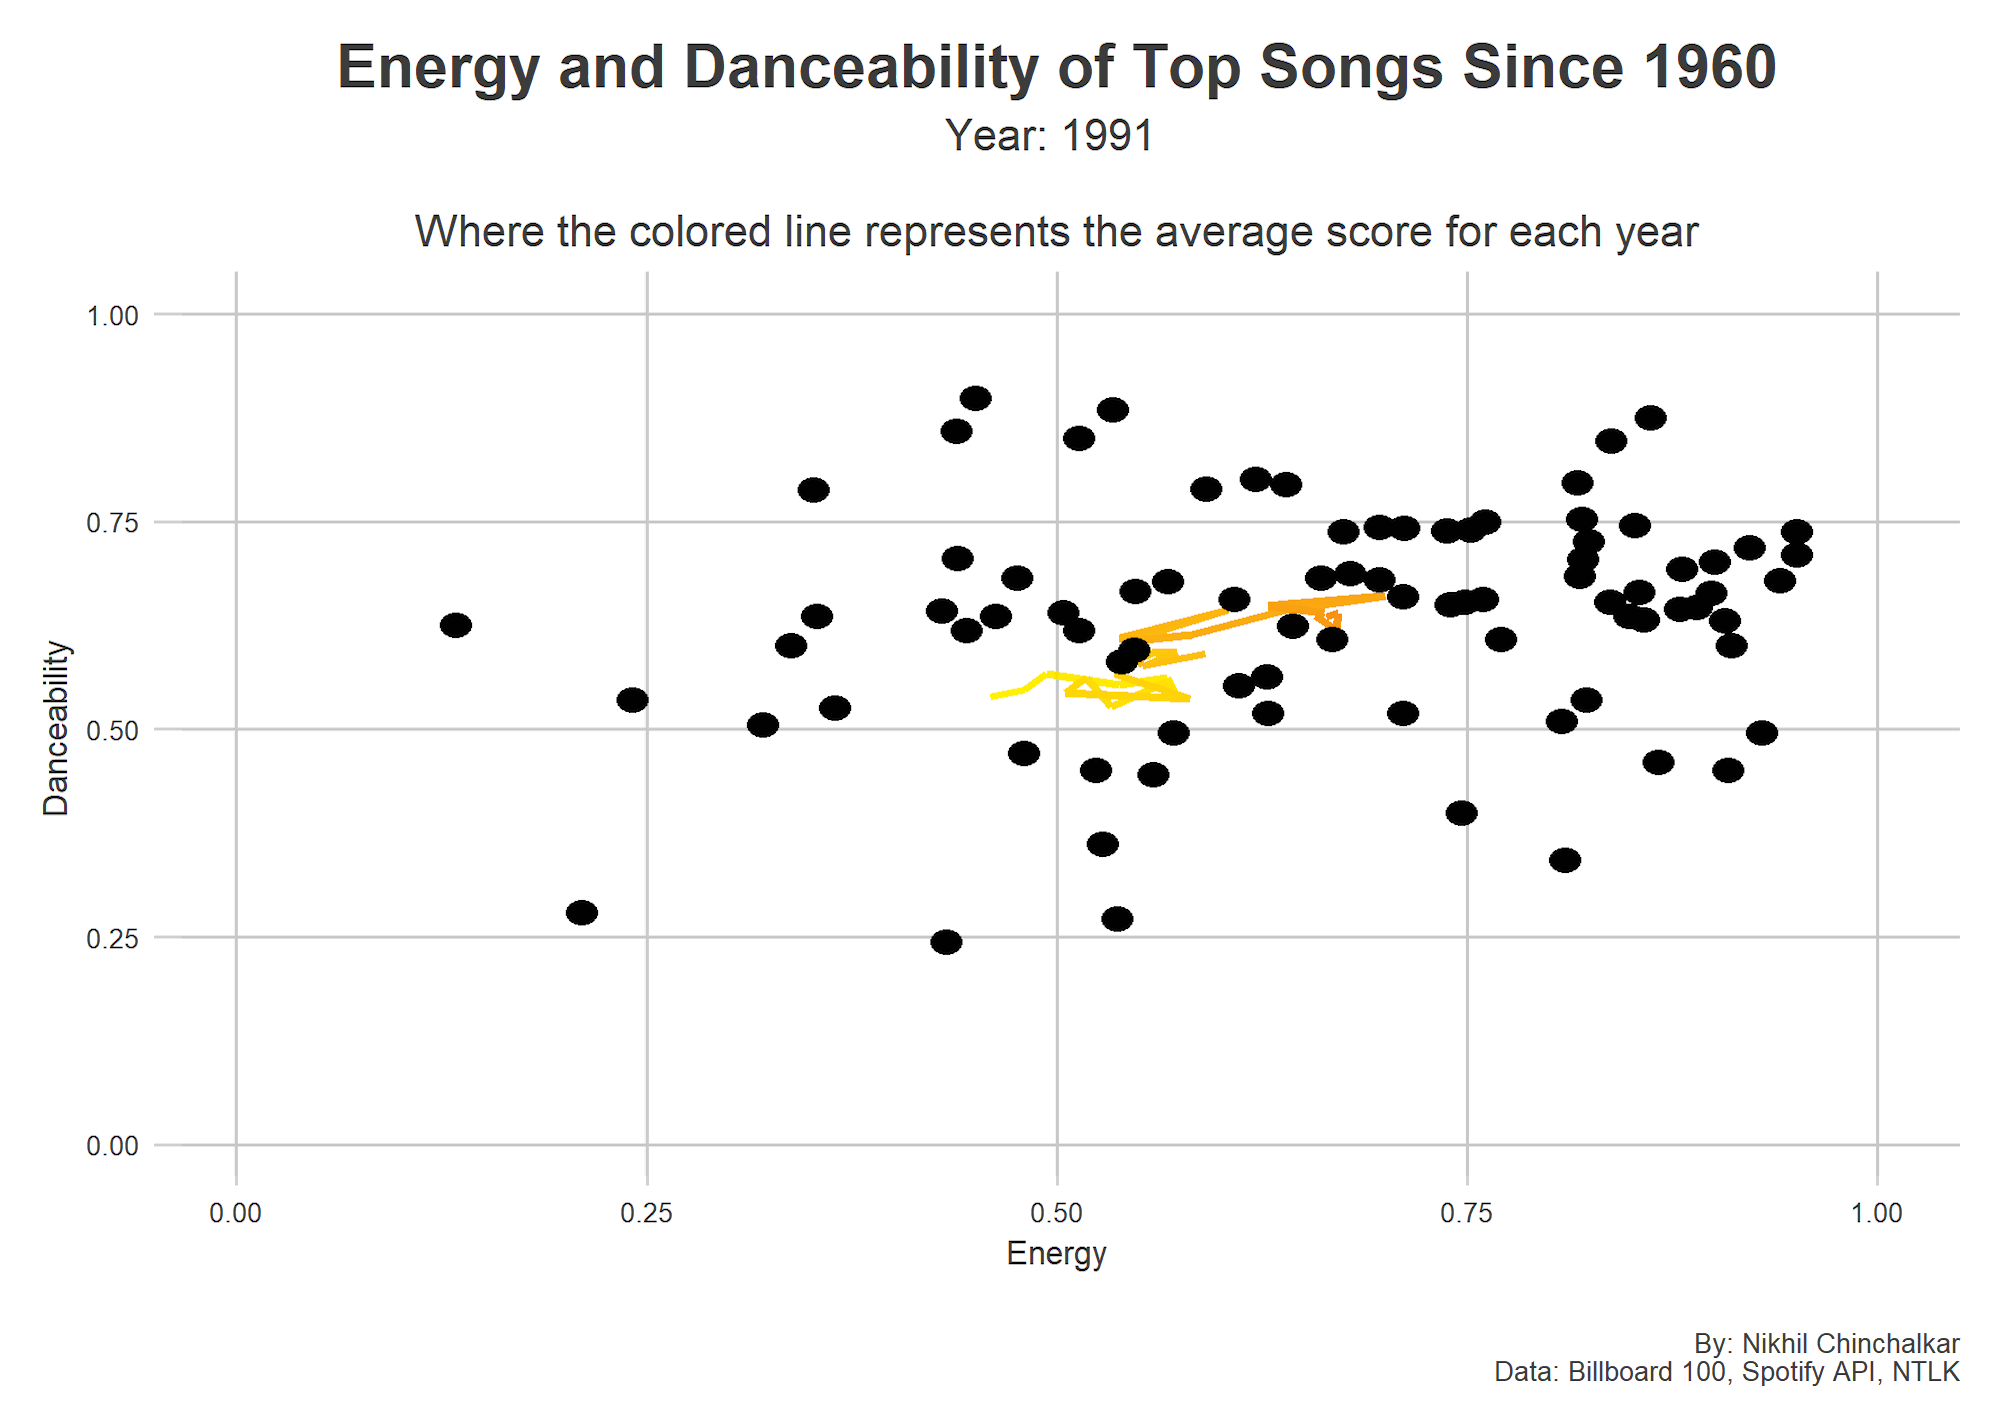 Energy and Danceability of Top Songs Since 1960
Year: 1991
Where the colored line represents the average score for each year
1.00
0.75
0.50
0.25
0.00
Danceability
0.00 0.25 0.50 0.75 1.00
Energy
By: Nikhil Chinchalkar
Data: Billboard 100, Spotify API, NTLK